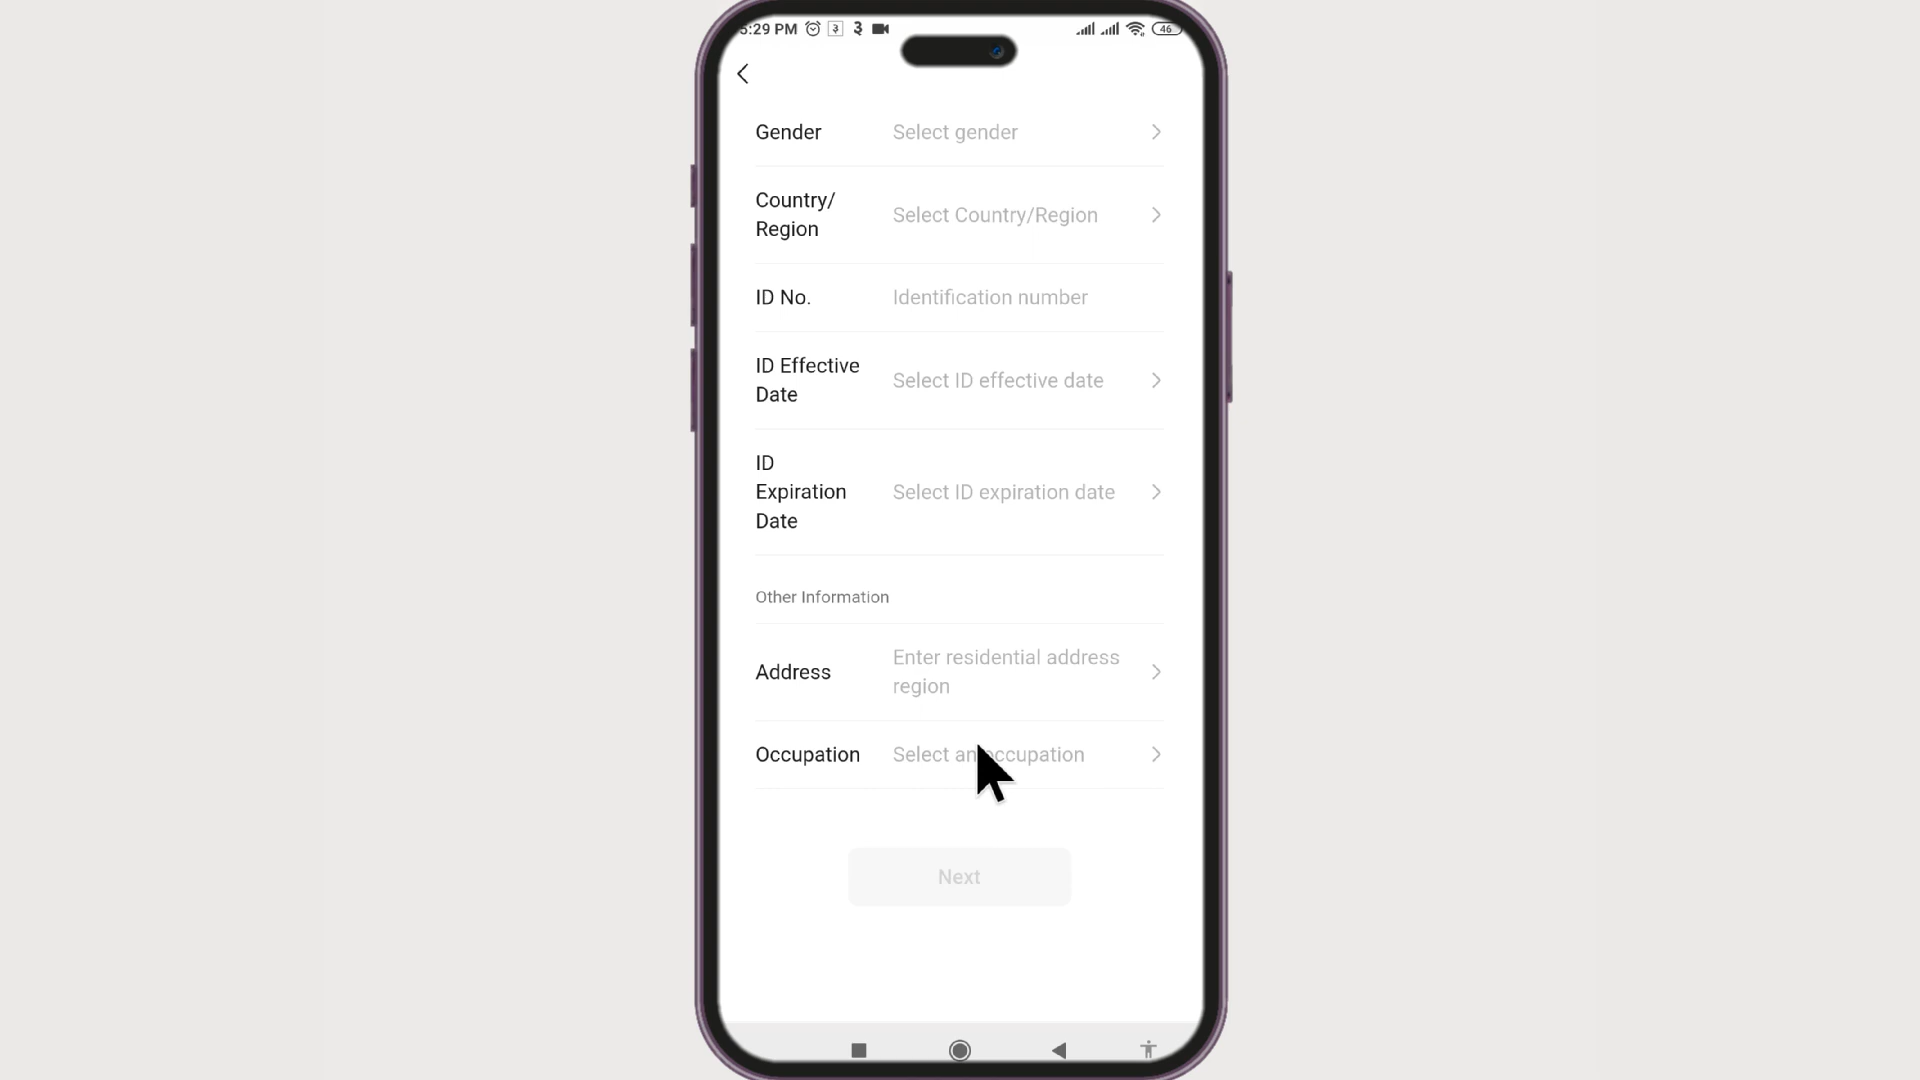 5:29 PM
46
Gender
Select gender
Country/
Region
Select Country/Region
ID No.
Identification number
ID Effective
Date
Select ID effective date
ID
Expiration
Date
Select ID expiration date
Other Information
Address
Enter residential address
region
Occupation
Select an occupation
Next